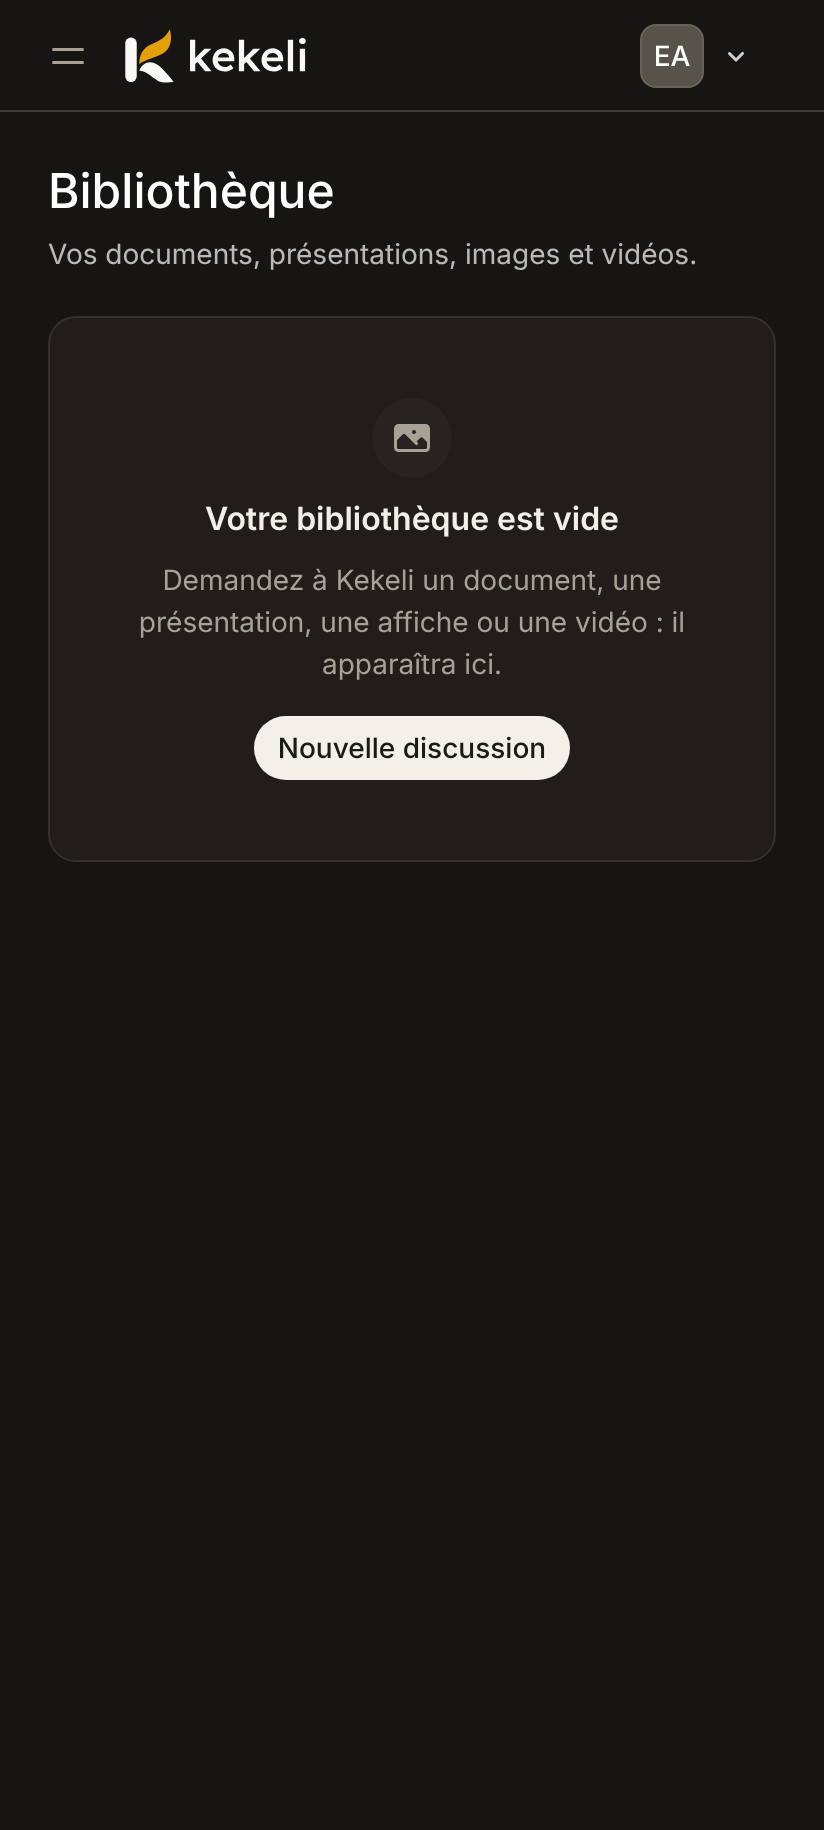 kekeli
EA
Bibliothèque
Vos documents, présentations, images et vidéos.
Votre bibliothèque est vide
Demandez à Kekeli un document, une
présentation, une affiche ou une vidéo : il
apparaîtra ici.
Nouvelle discussion